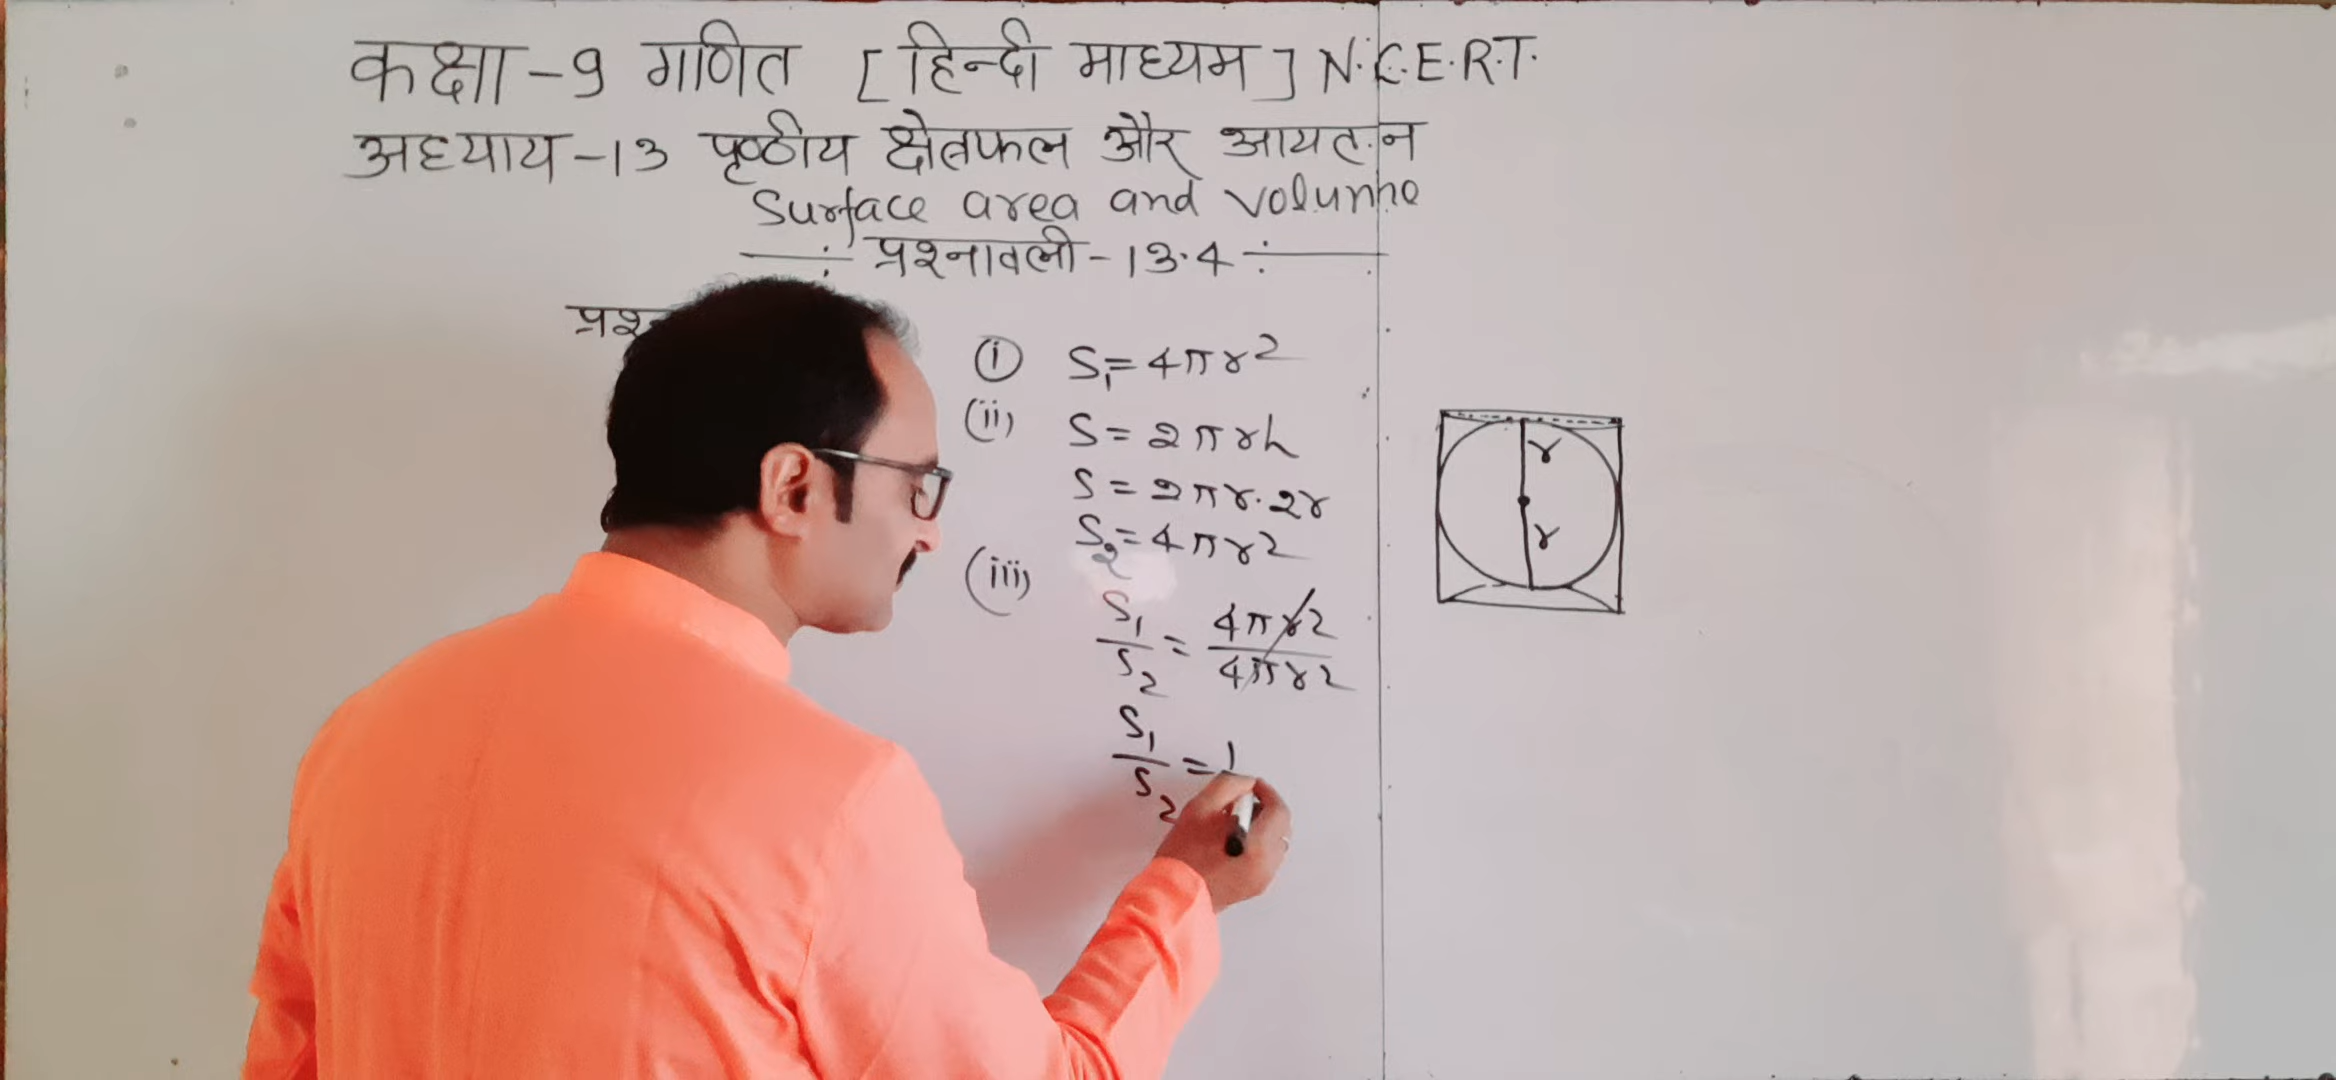 कक्षा-9 गणित [हिन्दी माध्यम] N.C.E.R.T.
अध्याय-13 पृष्ठीय क्षेत्रफल और आयतन
Surface area and volume
—÷ प्रश्नावली-13.4 ÷—
(i) S₁=4πr²
(ii) S=2πrh
S=2πr.2r
S₂=4πr²
(iii)
S₁/S₂ = 4πr²/4πr²
S₁/S₂ = 1
r
r